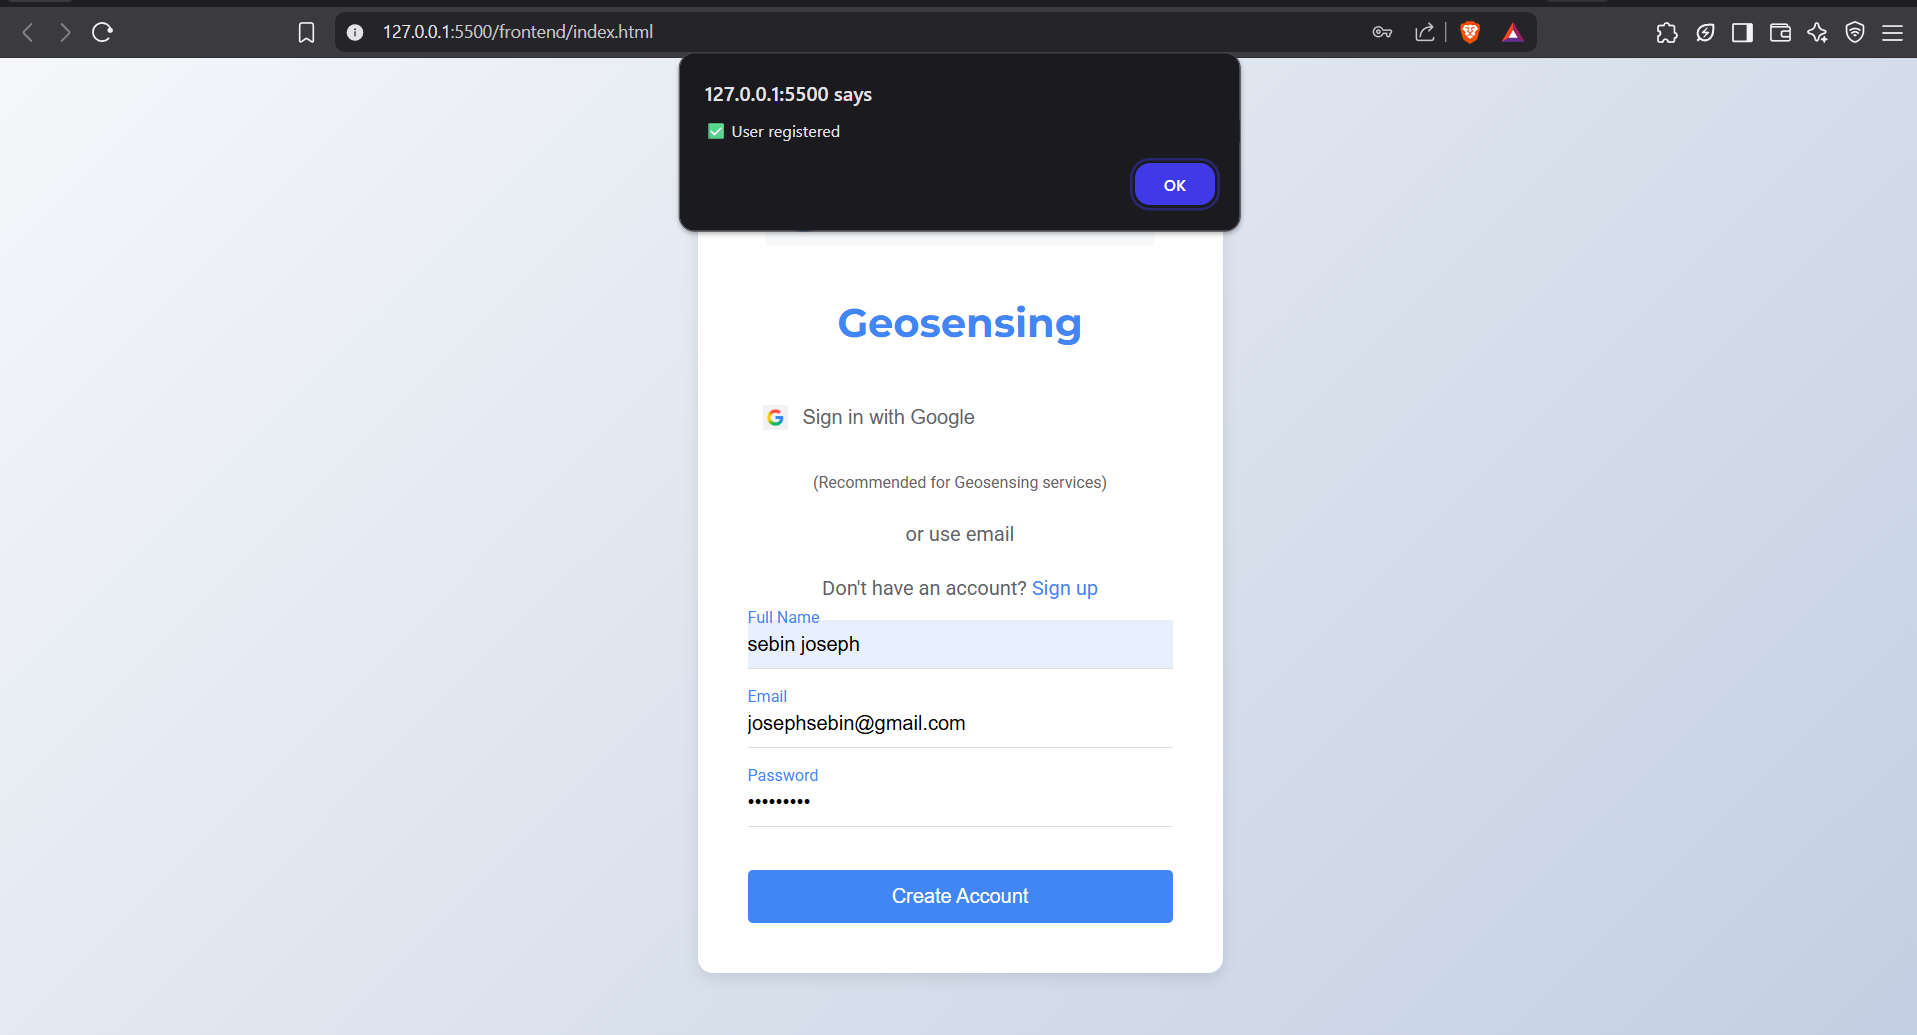 127.0.0.1:5500/frontend/index.html
127.0.0.1:5500 says
✅ User registered
OK
Geosensing
Sign in with Google
(Recommended for Geosensing services)
or use email
Don't have an account? Sign up
Full Name
sebin joseph
Email
josephsebin@gmail.com
Password
•••••••••
Create Account